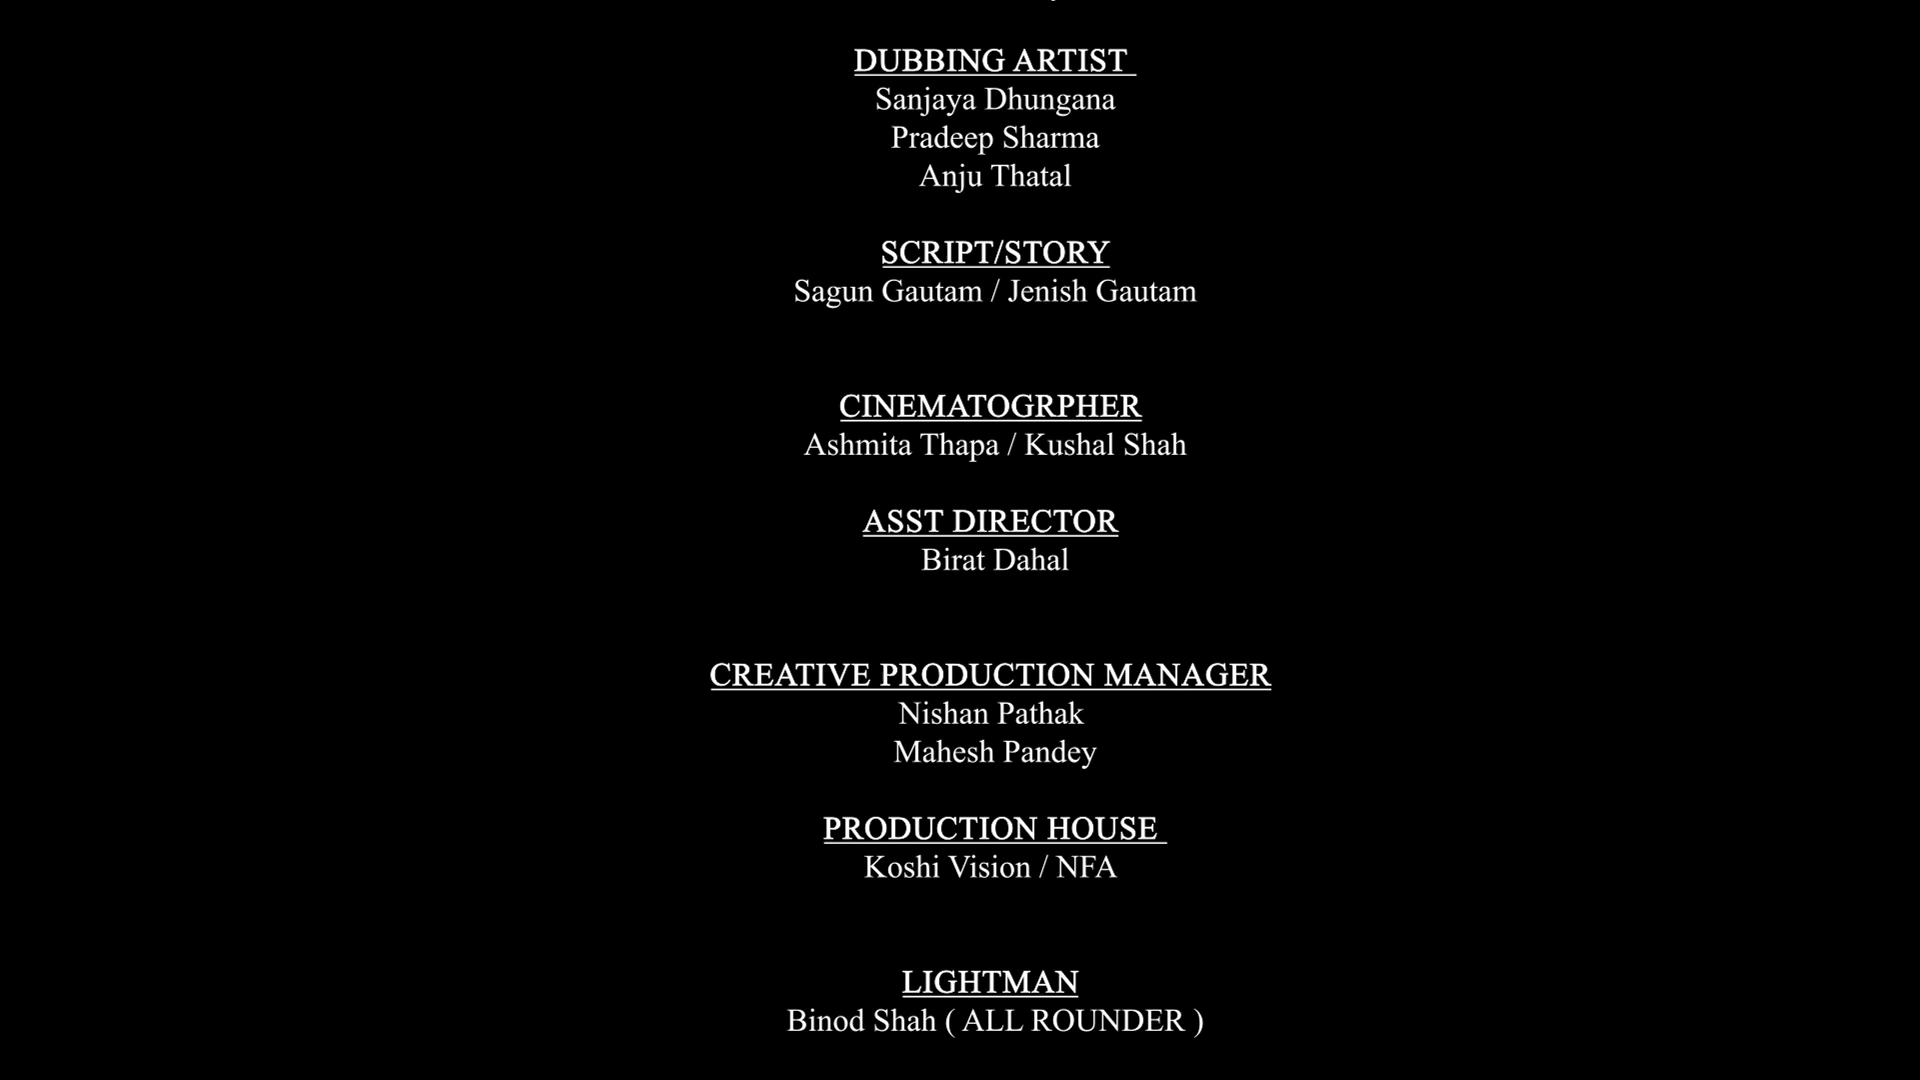 DUBBING ARTIST
Sanjaya Dhungana
Pradeep Sharma
Anju Thatal
SCRIPT/STORY
Sagun Gautam / Jenish Gautam
CINEMATOGRPHER
Ashmita Thapa / Kushal Shah
ASST DIRECTOR
Birat Dahal
CREATIVE PRODUCTION MANAGER
Nishan Pathak
Mahesh Pandey
PRODUCTION HOUSE
Koshi Vision / NFA
LIGHTMAN
Binod Shah ( ALL ROUNDER )